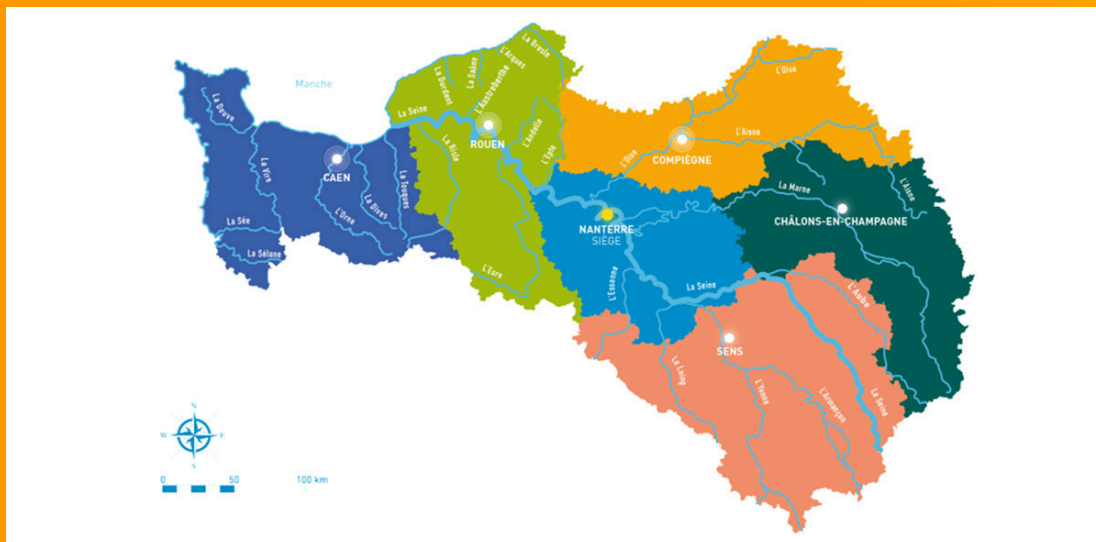 Manche
La Douve
La Vire
La Sée
La Sélune
CAEN
L'Orne
La Dives
La Touques
La Seine
La Durdent
La Saâne
L'Arques
La Bresle
L'Austreberthe
ROUEN
La Risle
L'Andelle
L'Epte
L'Eure
L'Oise
L'Aisne
L'Oise
COMPIÈGNE
L'Aisne
La Marne
CHÂLONS-EN-CHAMPAGNE
NANTERRE
SIÈGE
L'Essonne
La Seine
L'Aube
SENS
Le Loing
L'Yonne
L'Armançon
La Seine
N
W
E
S
0 50 100 km